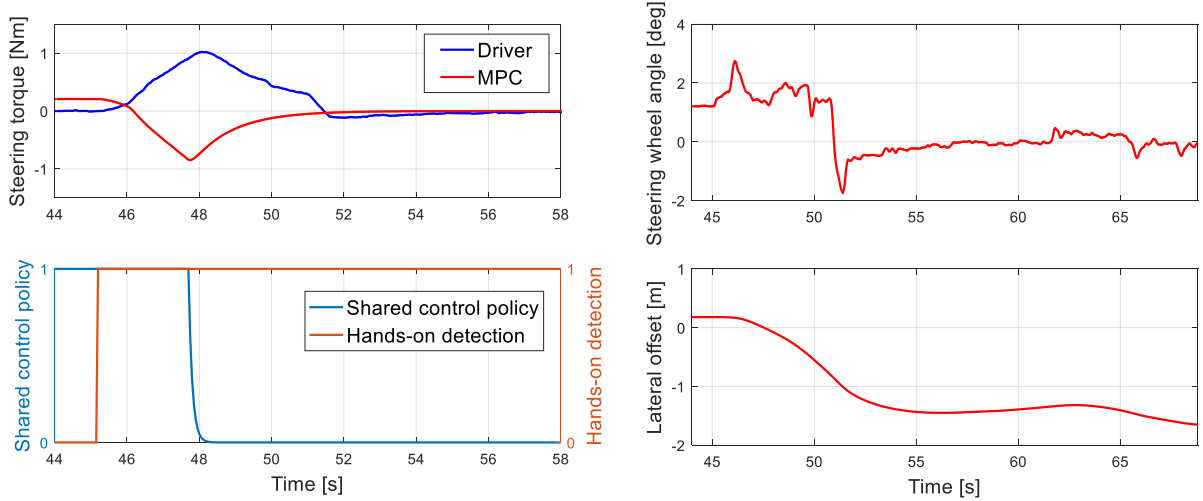 Steering torque [Nm]
1
0
-1
Driver
MPC
44 46 48 50 52 54 56 58
Steering wheel angle [deg]
4
2
0
-2
45 50 55 60 65
Shared control policy
1
0
Shared control policy
Hands-on detection
1
0
Hands-on detection
44 46 48 50 52 54 56 58
Time [s]
Lateral offset [m]
1
0
-1
-2
45 50 55 60 65
Time [s]